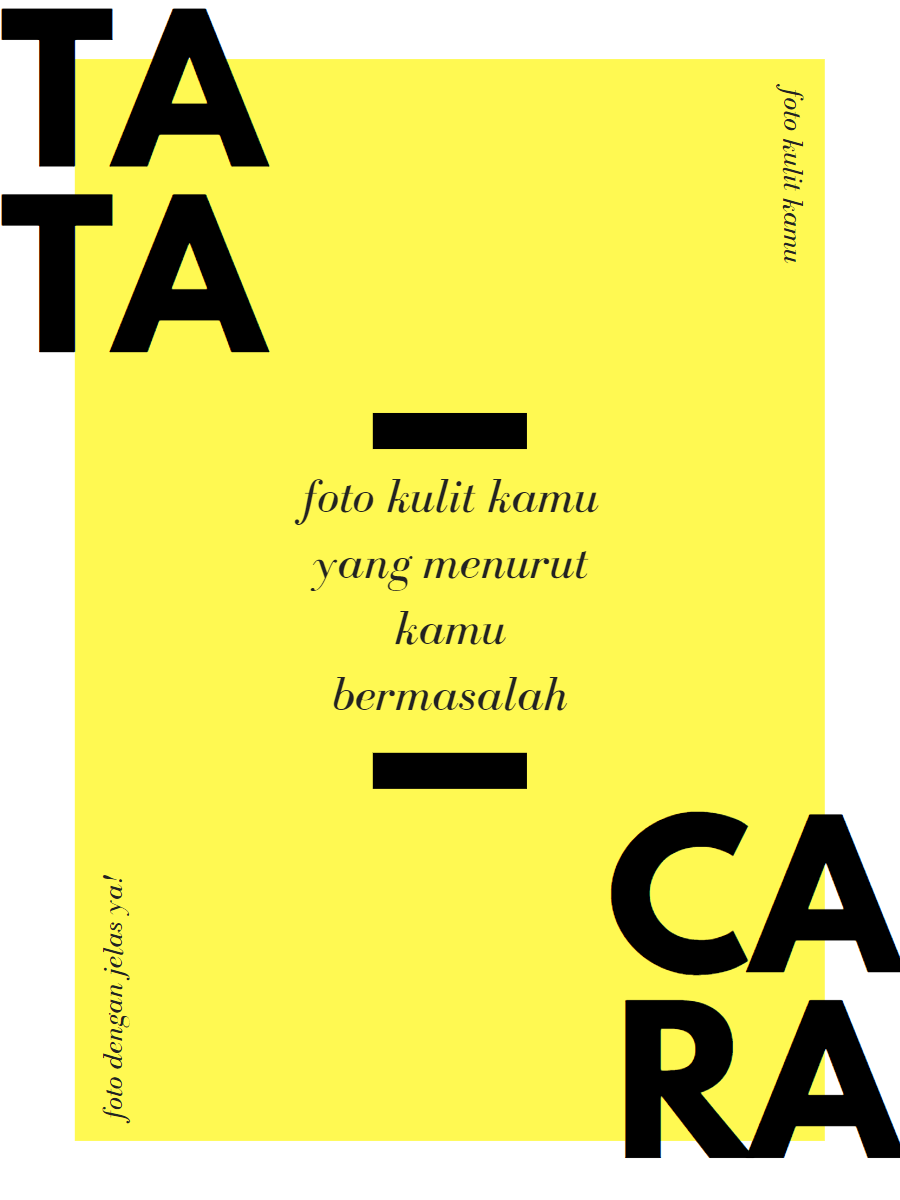 TA
TA
foto kulit kamu
foto kulit kamu
yang menurut
kamu
bermasalah
foto dengan jelas ya!
CA
RA